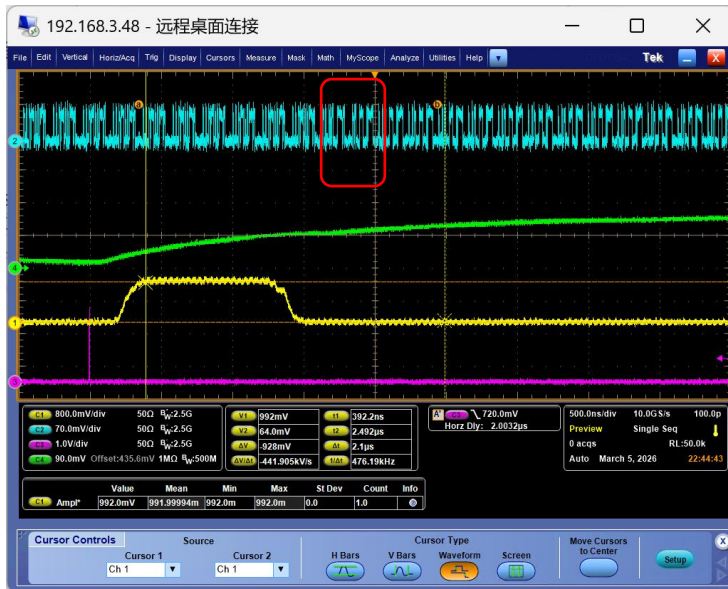 192.168.3.48 - 远程桌面连接
File Edit Vertical Horiz/Acq Trig Display Cursors Measure Mask Math MyScope Analyze Utilities Help Tek X
a b
2
4
1
3
C1 800.0mV/div 50Ω BW:2.5G
C2 70.0mV/div 50Ω BW:2.5G
C3 1.0V/div 50Ω BW:2.5G
C4 90.0mV Offset:435.6mV 1MΩ BW:500M
V1 992mV t1 392.2ns
V2 64.0mV t2 2.492µs
ΔV -928mV Δt 2.1µs
ΔV/Δt -441.905kV/s 1/Δt 476.19kHz
A' C3 720.0mV
Horz Dly: 2.0032µs
500.0ns/div 10.0GS/s 100.0p
Preview Single Seq
0 acqs RL:50.0k
Auto March 5, 2026 22:44:43
Value Mean Min Max St Dev Count Info
C1 Ampl* 992.0mV 991.99994m 992.0m 992.0m 0.0 1.0
Cursor Controls Source Cursor Type Move Cursors to Center X
Cursor 1 Cursor 2 H Bars V Bars Waveform Screen Setup
Ch 1 Ch 1